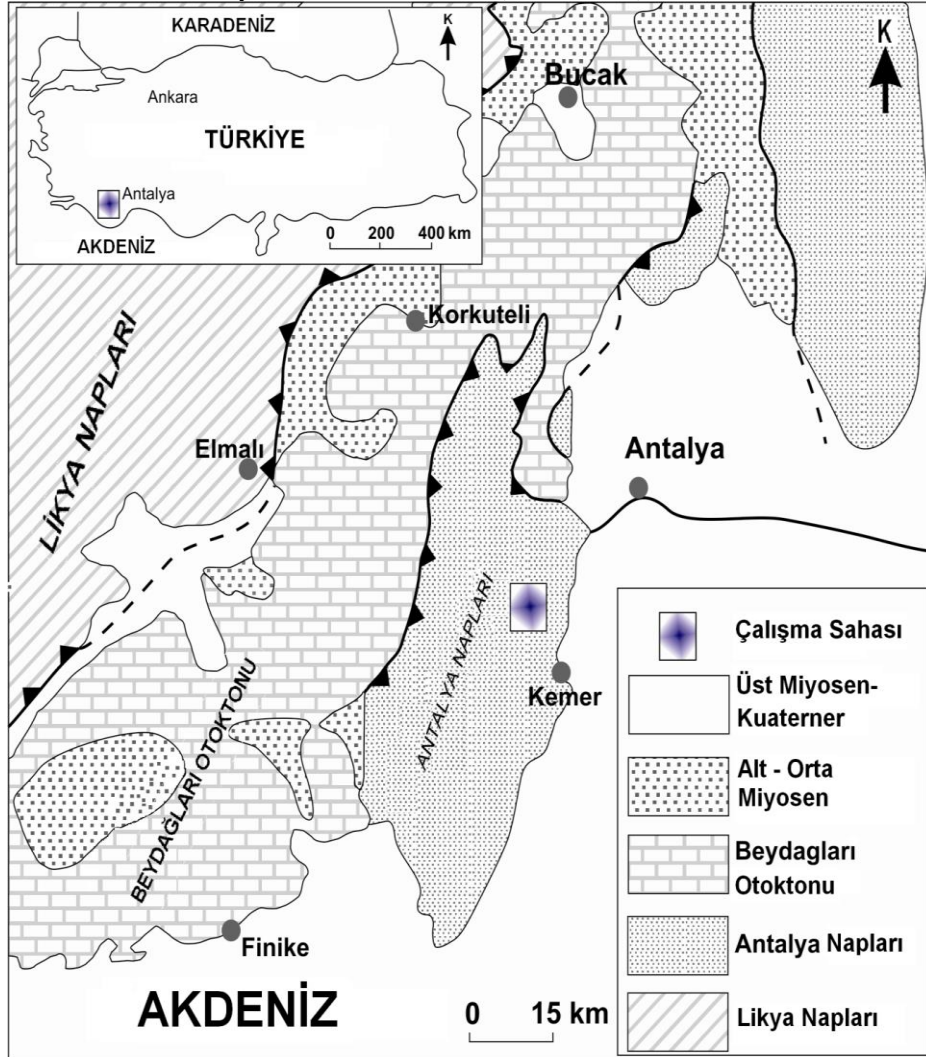 KARADENİZ
K
Ankara
TÜRKİYE
Antalya
AKDENİZ
0 200 400 km
K
Bucak
Korkuteli
LİKYA NAPLARI
Elmalı
Antalya
ANTALYA NAPLARI
Kemer
BEYDAĞLARI OTOKTONU
Finike
AKDENİZ
0 15 km
Çalışma Sahası
Üst Miyosen-
Kuaterner
Alt - Orta
Miyosen
Beydagları
Otoktonu
Antalya Napları
Likya Napları